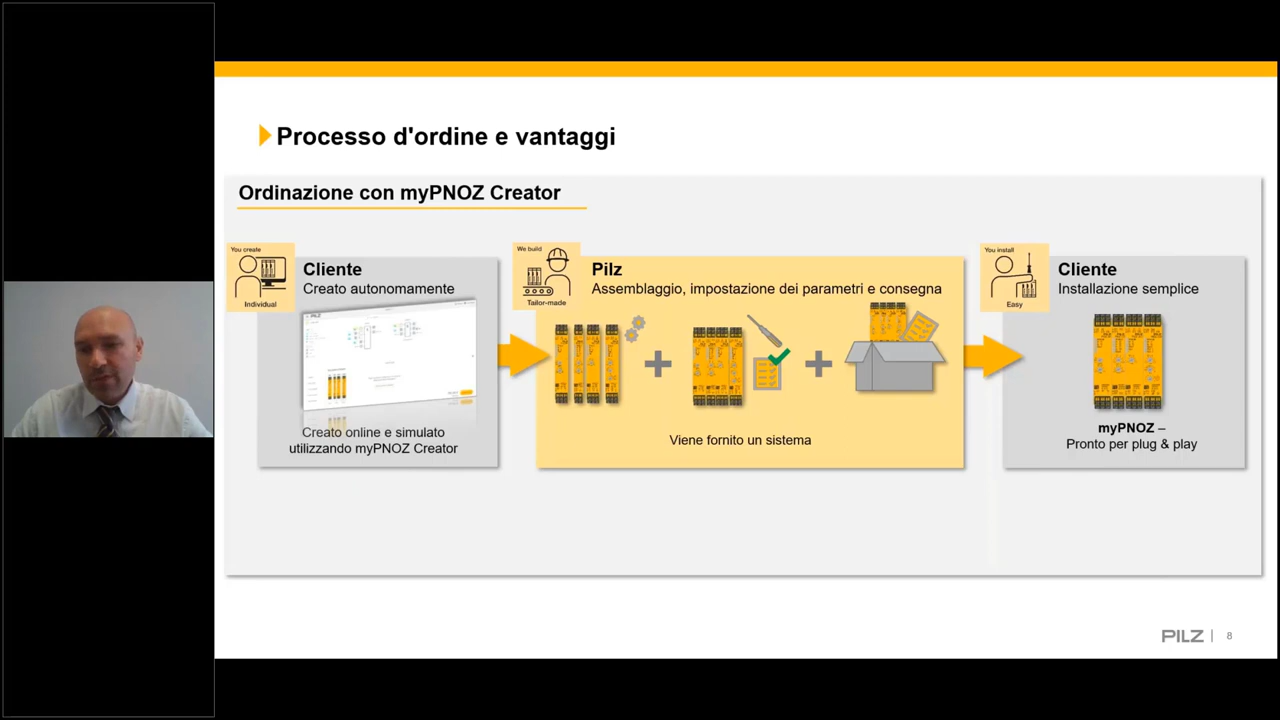 Processo d'ordine e vantaggi
Ordinazione con myPNOZ Creator
You create
Individual
Cliente
Creato autonomamente
Creato online e simulato
utilizzando myPNOZ Creator
We build
Tailor-made
Pilz
Assemblaggio, impostazione dei parametri e consegna
Viene fornito un sistema
You install
Easy
Cliente
Installazione semplice
myPNOZ –
Pronto per plug & play
PILZ
8